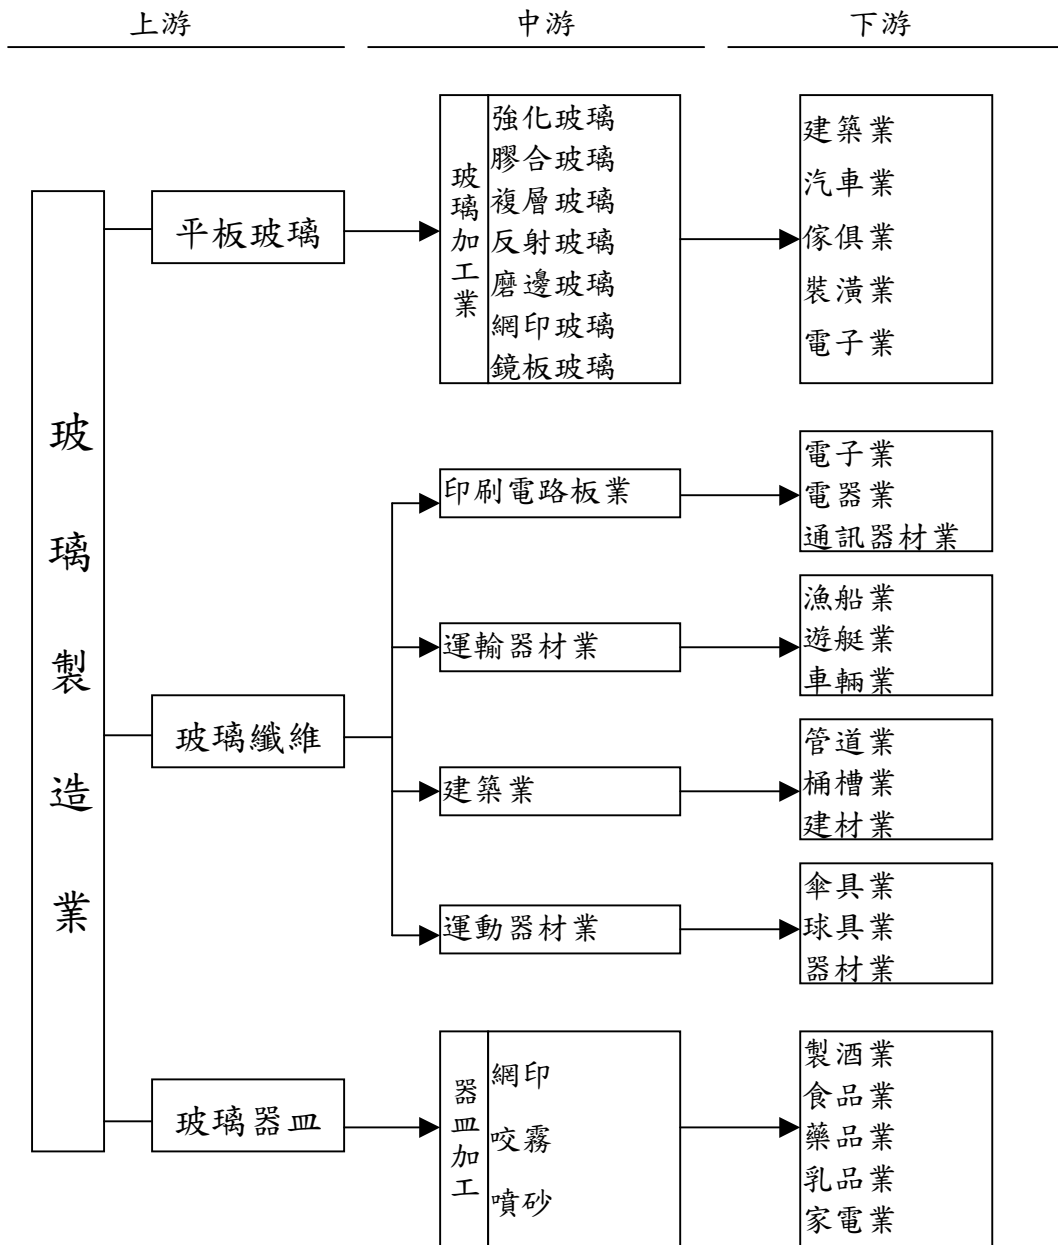 上游
中游
下游
玻璃製造業
平板玻璃
玻璃加工業
強化玻璃
膠合玻璃
複層玻璃
反射玻璃
磨邊玻璃
網印玻璃
鏡板玻璃
建築業
汽車業
傢俱業
裝潢業
電子業
玻璃纖維
印刷電路板業
電子業
電器業
通訊器材業
運輸器材業
漁船業
遊艇業
車輛業
建築業
管道業
桶槽業
建材業
運動器材業
傘具業
球具業
器材業
玻璃器皿
器皿加工
網印
咬霧
噴砂
製酒業
食品業
藥品業
乳品業
家電業